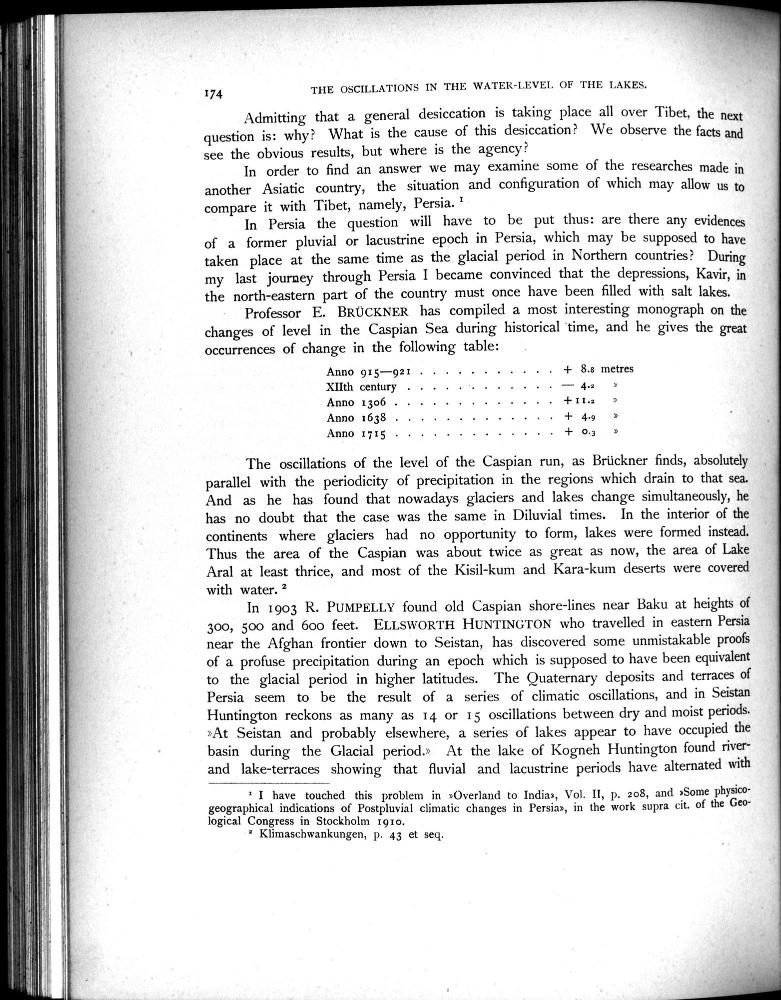 174 THE OSCILLATIONS IN THE WATER-LEVEL OF THE LAKES.
Admitting that a general desiccation is taking place all over Tibet, the next
question is: why? What is the cause of this desiccation? We observe the facts and
see the obvious results, but where is the agency?
In order to find an answer we may examine some of the researches made in
another Asiatic country, the situation and configuration of which may allow us to
compare it with Tibet, namely, Persia. ¹
In Persia the question will have to be put thus: are there any evidences
of a former pluvial or lacustrine epoch in Persia, which may be supposed to have
taken place at the same time as the glacial period in Northern countries? During
my last journey through Persia I became convinced that the depressions, Kavir, in
the north-eastern part of the country must once have been filled with salt lakes.
Professor E. BRÜCKNER has compiled a most interesting monograph on the
changes of level in the Caspian Sea during historical time, and he gives the great
occurrences of change in the following table:
Anno 915—921 . . . . . . . . . . . + 8.8 metres
XIIth century . . . . . . . . . . . — 4.2 »
Anno 1306 . . . . . . . . . . . . . +11.2 »
Anno 1638 . . . . . . . . . . . . . + 4.9 »
Anno 1715 . . . . . . . . . . . . . + 0.3 »
The oscillations of the level of the Caspian run, as Brückner finds, absolutely
parallel with the periodicity of precipitation in the regions which drain to that sea.
And as he has found that nowadays glaciers and lakes change simultaneously, he
has no doubt that the case was the same in Diluvial times. In the interior of the
continents where glaciers had no opportunity to form, lakes were formed instead.
Thus the area of the Caspian was about twice as great as now, the area of Lake
Aral at least thrice, and most of the Kisil-kum and Kara-kum deserts were covered
with water. ²
In 1903 R. PUMPELLY found old Caspian shore-lines near Baku at heights of
300, 500 and 600 feet. ELLSWORTH HUNTINGTON who travelled in eastern Persia
near the Afghan frontier down to Seistan, has discovered some unmistakable proofs
of a profuse precipitation during an epoch which is supposed to have been equivalent
to the glacial period in higher latitudes. The Quaternary deposits and terraces of
Persia seem to be the result of a series of climatic oscillations, and in Seistan
Huntington reckons as many as 14 or 15 oscillations between dry and moist periods.
»At Seistan and probably elsewhere, a series of lakes appear to have occupied the
basin during the Glacial period.» At the lake of Kogneh Huntington found river-
and lake-terraces showing that fluvial and lacustrine periods have alternated with
¹ I have touched this problem in »Overland to India», Vol. II, p. 208, and »Some physico-
geographical indications of Postpluvial climatic changes in Persia», in the work supra cit. of the Geo-
logical Congress in Stockholm 1910.
² Klimaschwankungen, p. 43 et seq.